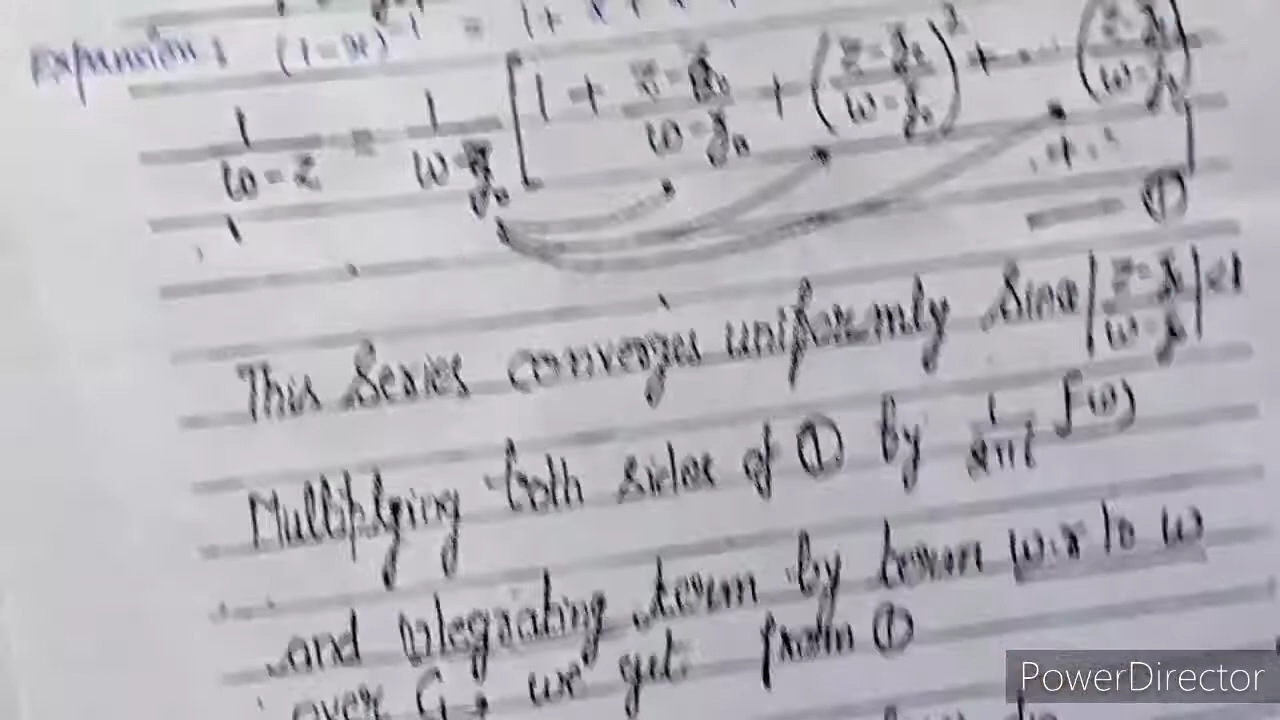 Expansion: (1-x)⁻¹ = 1+
1/(w-z) = 1/(w-z₀) [1 + (z-z₀)/(w-z₀) + ((z-z₀)/(w-z₀))² + ... ((z-z₀)/(w-z₀))
...+...] — ①
This Series converges uniformly Since |(z-z₀)/(w-z₀)|<1
Multiplying both sides of ① by 1/2πi f(w)
and integrating term by term w.r to w
over C₁, we get from ①
PowerDirector